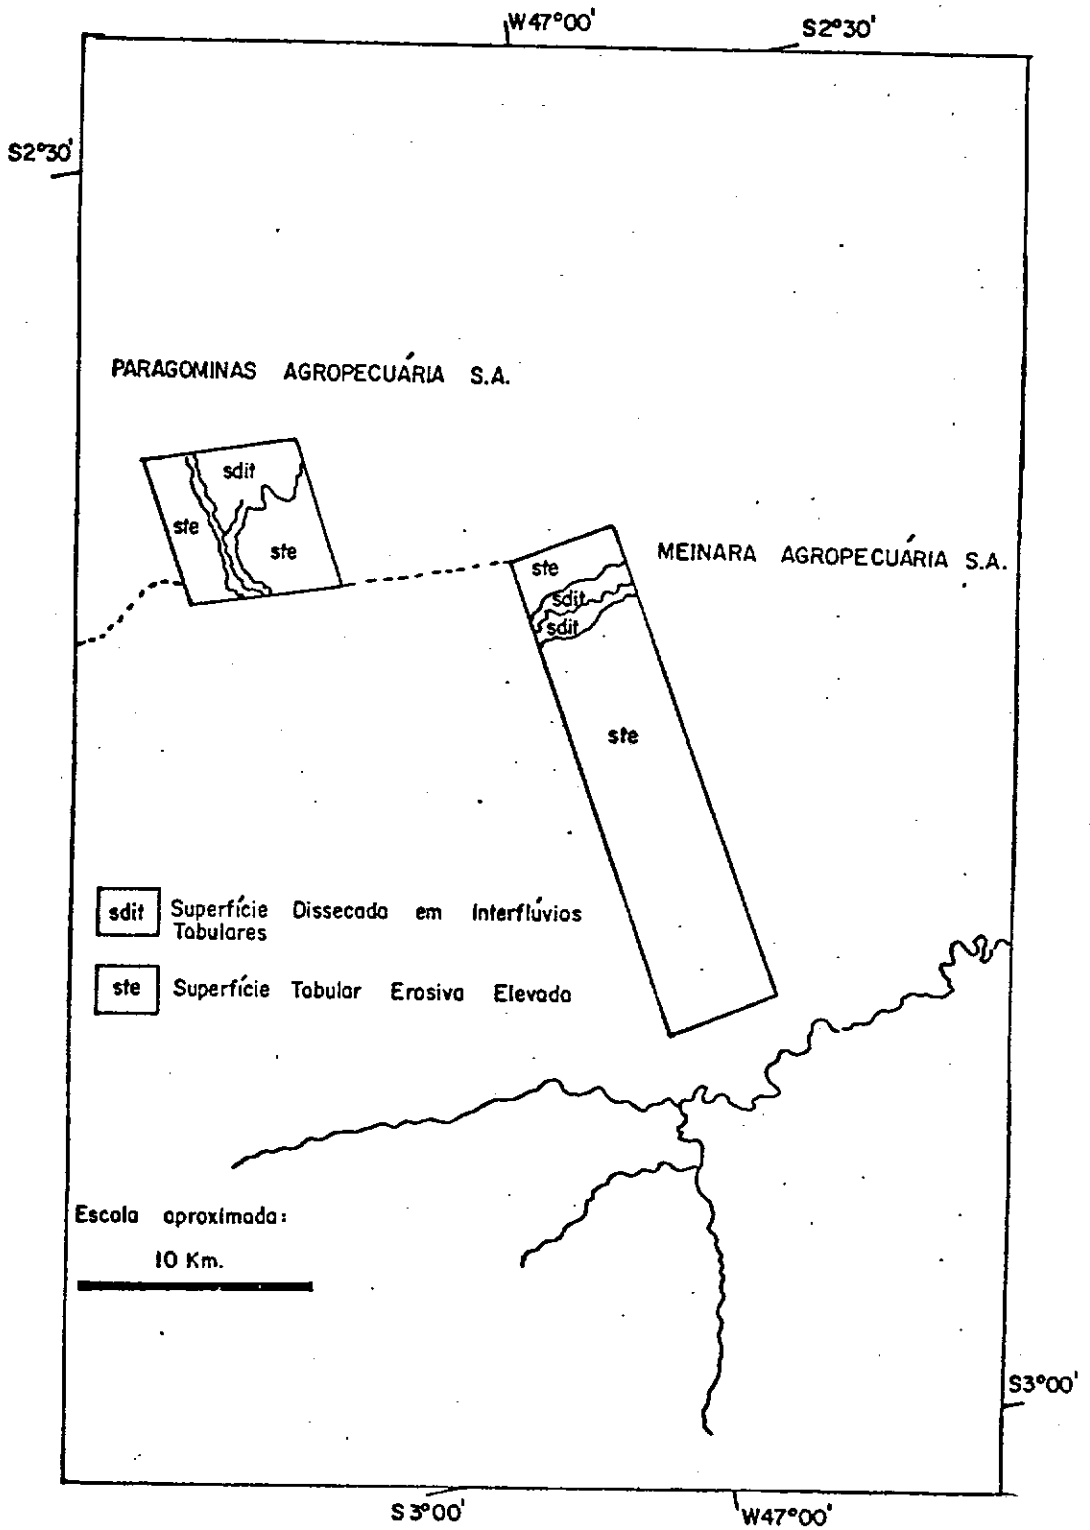 W47°00'
S2°30'
S2°30'
PARAGOMINAS AGROPECUÁRIA S.A.
sdit
ste
ste
MEINARA AGROPECUÁRIA S.A.
ste
sdit
sdit
ste
sdit Superfície Dissecada em Interflúvios
Tabulares
ste Superfície Tabular Erosiva Elevada
Escala aproximada:
10 Km.
S3°00'
S3°00'
W47°00'